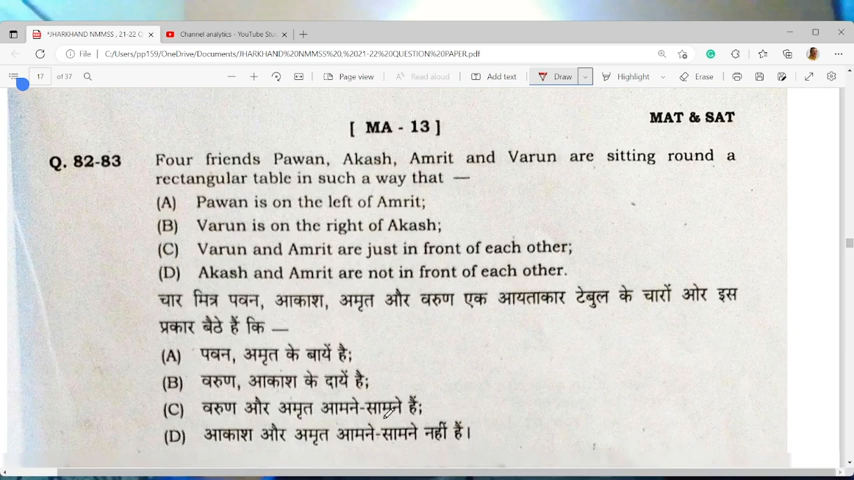 *JHARKHAND NMMSS , 21-22 Q
Channel analytics - YouTube Stu
File
C:/Users/pp159/OneDrive/Documents/JHARKHAND%20NMMSS%20,%2021-22%20QUESTION%20PAPER.pdf
17 of 37
Page view
Read aloud
Add text
Draw
Highlight
Erase
[ MA - 13 ]
MAT & SAT
Q. 82-83 Four friends Pawan, Akash, Amrit and Varun are sitting round a
rectangular table in such a way that —
(A) Pawan is on the left of Amrit;
(B) Varun is on the right of Akash;
(C) Varun and Amrit are just in front of each other;
(D) Akash and Amrit are not in front of each other.
चार मित्र पवन, आकाश, अमृत और वरुण एक आयताकार टेबुल के चारों ओर इस
प्रकार बैठे हैं कि —
(A) पवन, अमृत के बायें है;
(B) वरुण, आकाश के दायें है;
(C) वरुण और अमृत आमने-सामने हैं;
(D) आकाश और अमृत आमने-सामने नहीं हैं।